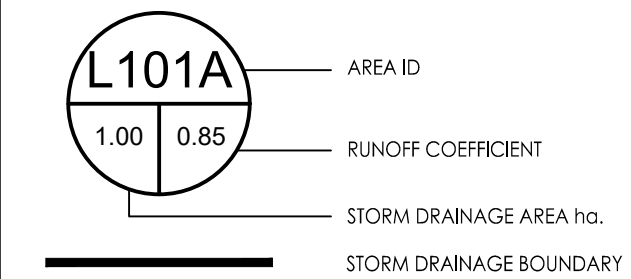 L101A
AREA ID
1.00 0.85
RUNOFF COEFFICIENT
STORM DRAINAGE AREA ha.
STORM DRAINAGE BOUNDARY